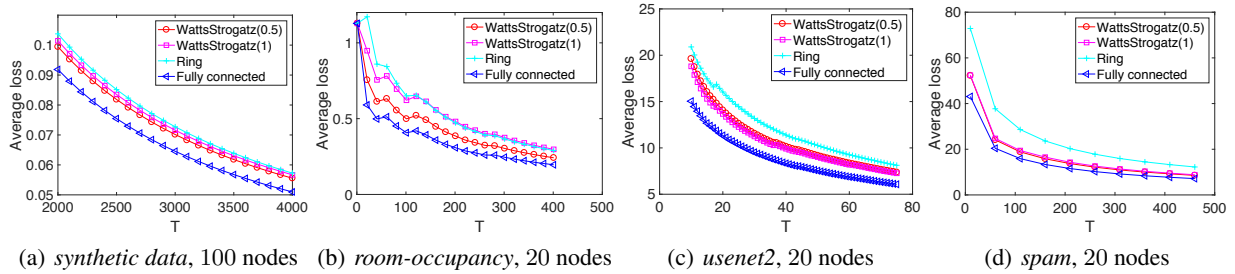 Average loss
0.1
0.09
0.08
0.07
0.06
0.05
2000
2500
3000
3500
4000
T
WattsStrogatz(0.5)
WattsStrogatz(1)
Ring
Fully connected
(a) synthetic data, 100 nodes
Average loss
1
0.5
0
0
100
200
300
400
500
T
WattsStrogatz(0.5)
WattsStrogatz(1)
Ring
Fully connected
(b) room-occupancy, 20 nodes
Average loss
25
20
15
10
5
0
20
40
60
80
T
WattsStrogatz(0.5)
WattsStrogatz(1)
Ring
Fully connected
(c) usenet2, 20 nodes
Average loss
80
60
40
20
0
0
100
200
300
400
500
T
WattsStrogatz(0.5)
WattsStrogatz(1)
Ring
Fully connected
(d) spam, 20 nodes